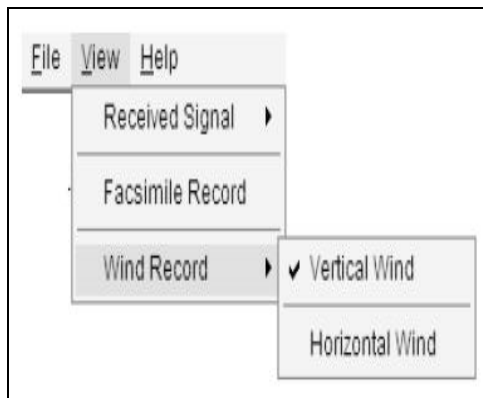 File View Help
Received Signal
Facsimile Record
Wind Record
Vertical Wind
Horizontal Wind